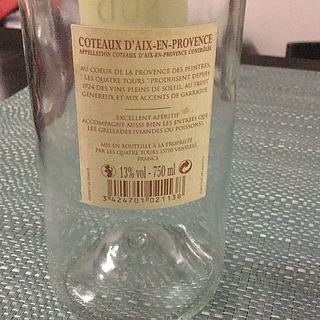 COTEAUX D'AIX-EN-PROVENCE
APPELLATION COTEAUX D'AIX-EN-PROVENCE CONTRÔLÉE
AU COEUR DE LA PROVENCE DES PEINTRES,
"LES QUATRE TOURS" PRODUISENT DEPUIS
1924 DES VINS PLEINS DE SOLEIL, AU FRUIT
GÉNÉREUX ET AUX ACCENTS DE GARRIGUE.
EXCELLENT APÉRITIF
ACCOMPAGNE AUSSI BIEN LES ENTRÉES QUE
LES GRILLADES (VIANDES OU POISSONS).
MIS EN BOUTEILLE À LA PROPRIÉTÉ
PAR LES QUATRE TOURS 13770 VENELLES
FRANCE
13% vol - 750 ml
3 424701 021138